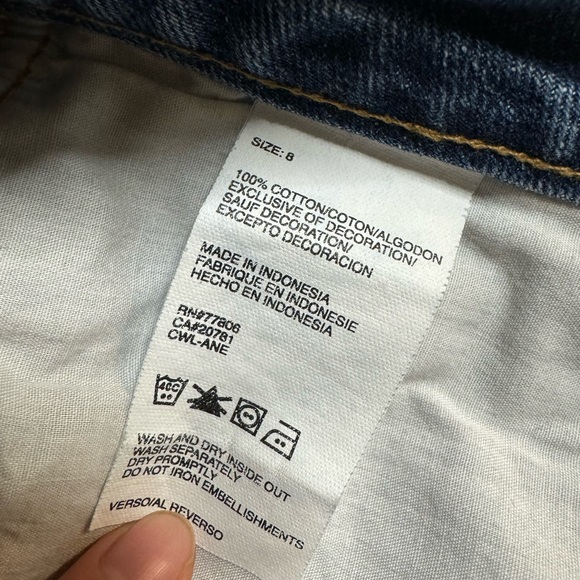 SIZE: 8
100% COTTON/COTON/ALGODON
EXCLUSIVE OF DECORATION/
SAUF DECORATION/
EXCEPTO DECORACION
MADE IN INDONESIA
FABRIQUE EN INDONESIE
HECHO EN INDONESIA
RN#77806
CA#20781
CWL-ANE
40C
WASH AND DRY INSIDE OUT
WASH SEPARATELY
DRY PROMPTLY
DO NOT IRON EMBELLISHMENTS
VERSO/AL REVERSO